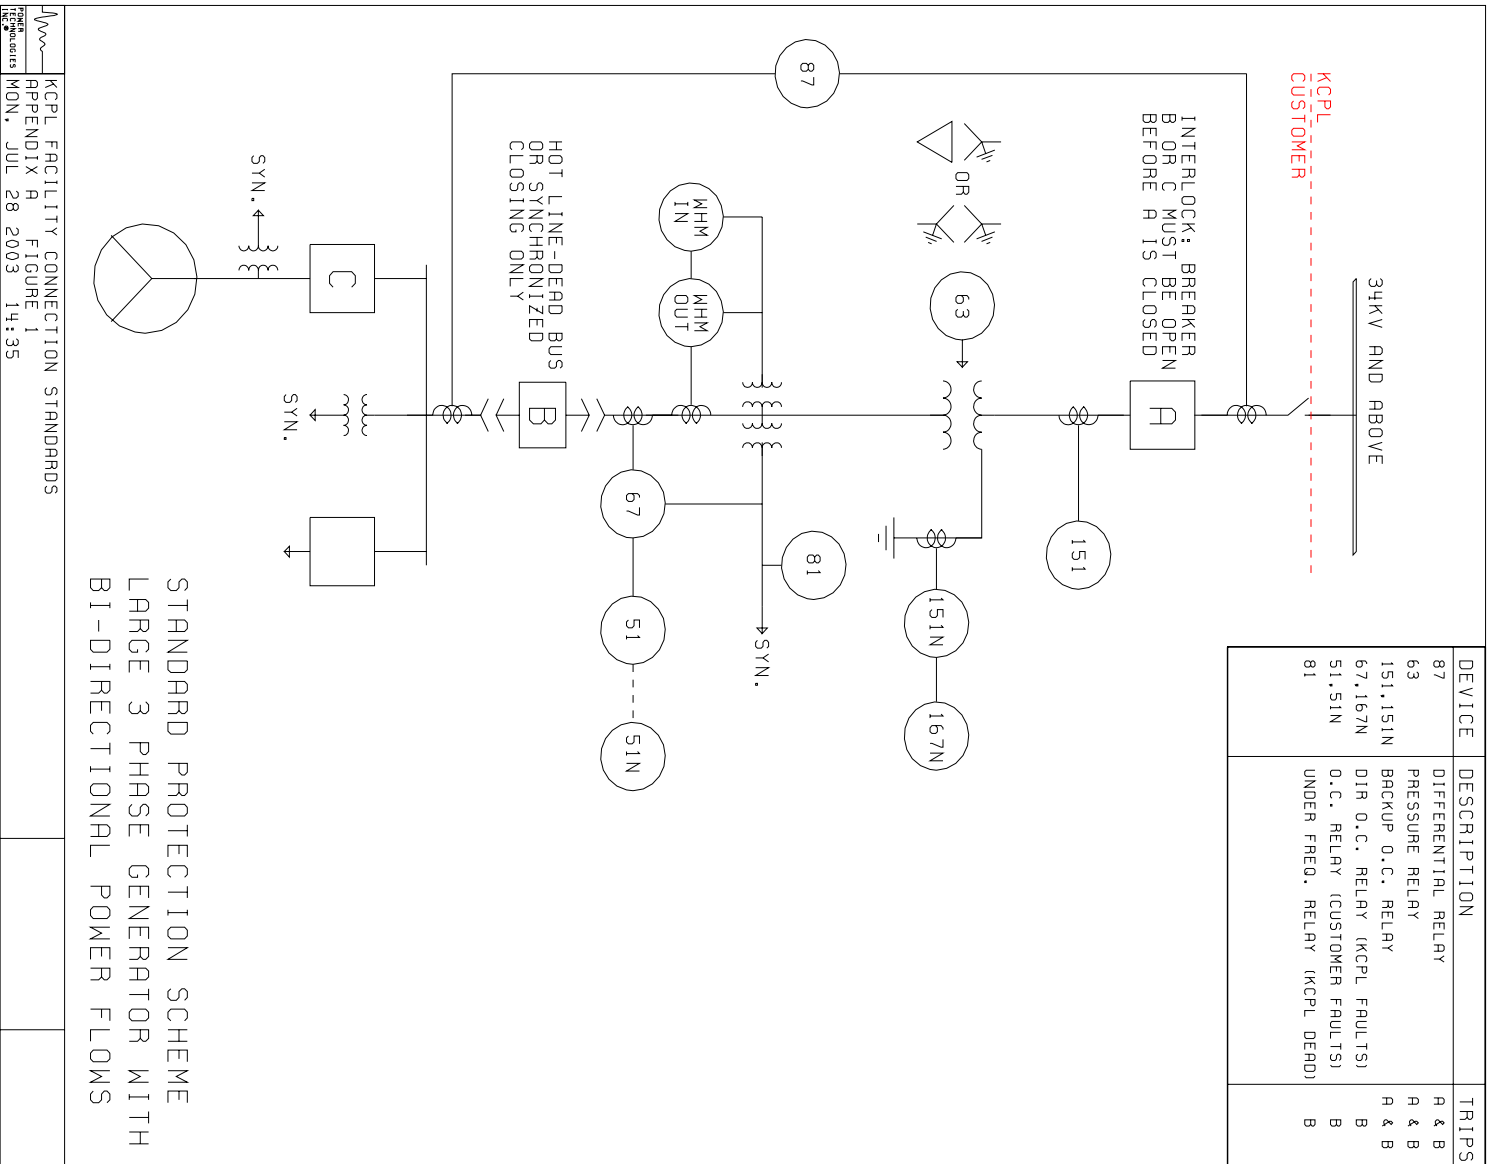 34KV AND ABOVE
KCPL
CUSTOMER
INTERLOCK: BREAKER
B OR C MUST BE OPEN
BEFORE A IS CLOSED
A
87
151
OR
63
151N
167N
81
SYN.
WHM
IN
WHM
OUT
67
51
51N
HOT LINE-DEAD BUS
OR SYNCHRONIZED
CLOSING ONLY
B
SYN.
C
SYN.
DEVICE DESCRIPTION TRIPS
87 DIFFERENTIAL RELAY A & B
63 PRESSURE RELAY A & B
151,151N BACKUP O.C. RELAY A & B
67,167N DIR O.C. RELAY (KCPL FAULTS) B
51,51N O.C. RELAY (CUSTOMER FAULTS) B
81 UNDER FREQ. RELAY (KCPL DEAD) B
STANDARD PROTECTION SCHEME
LARGE 3 PHASE GENERATOR WITH
BI-DIRECTIONAL POWER FLOWS
POWER
TECHNOLOGIES
INC.®
KCPL FACILITY CONNECTION STANDARDS
APPENDIX A FIGURE 1
MON, JUL 28 2003 14:35